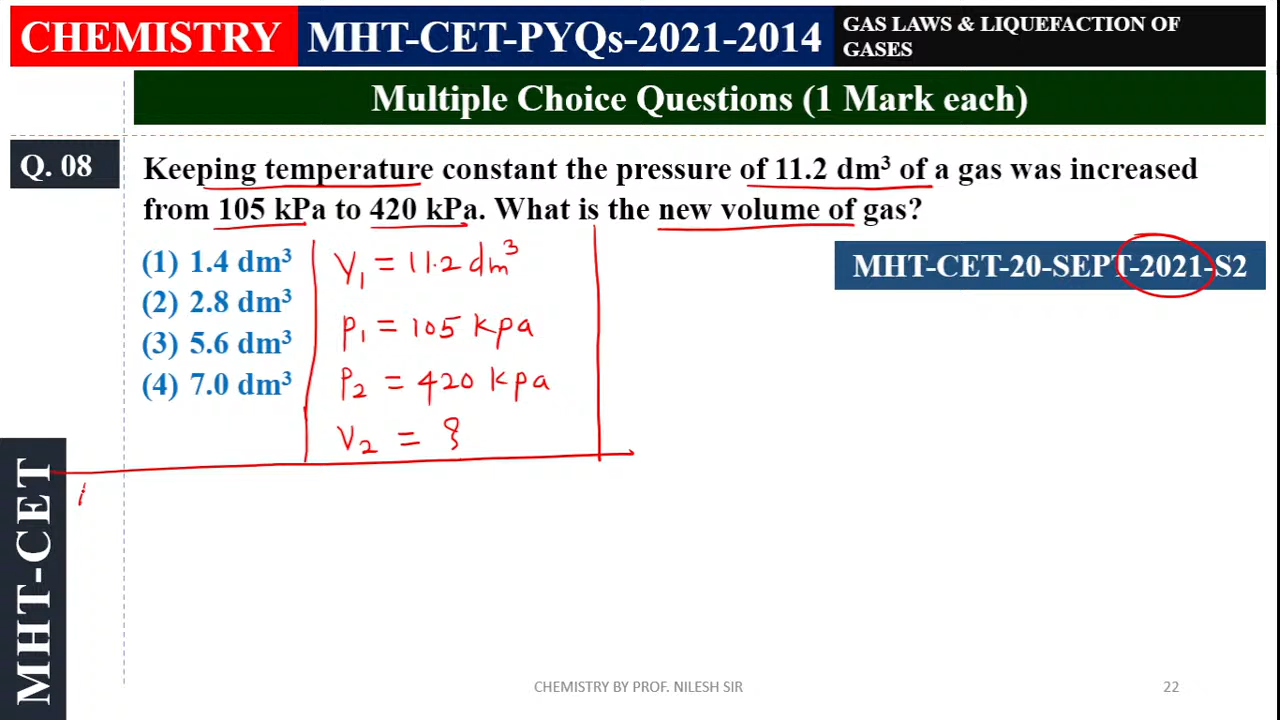 CHEMISTRY
MHT-CET-PYQs-2021-2014
GAS LAWS & LIQUEFACTION OF
GASES
Multiple Choice Questions (1 Mark each)
Q. 08
Keeping temperature constant the pressure of 11.2 dm³ of a gas was increased
from 105 kPa to 420 kPa. What is the new volume of gas?
MHT-CET-20-SEPT-2021-S2
(1) 1.4 dm³
(2) 2.8 dm³
(3) 5.6 dm³
(4) 7.0 dm³
V₁ = 11.2 dm³
P₁ = 105 kpa
P₂ = 420 kpa
V₂ = ?
MHT-CET
CHEMISTRY BY PROF. NILESH SIR
22